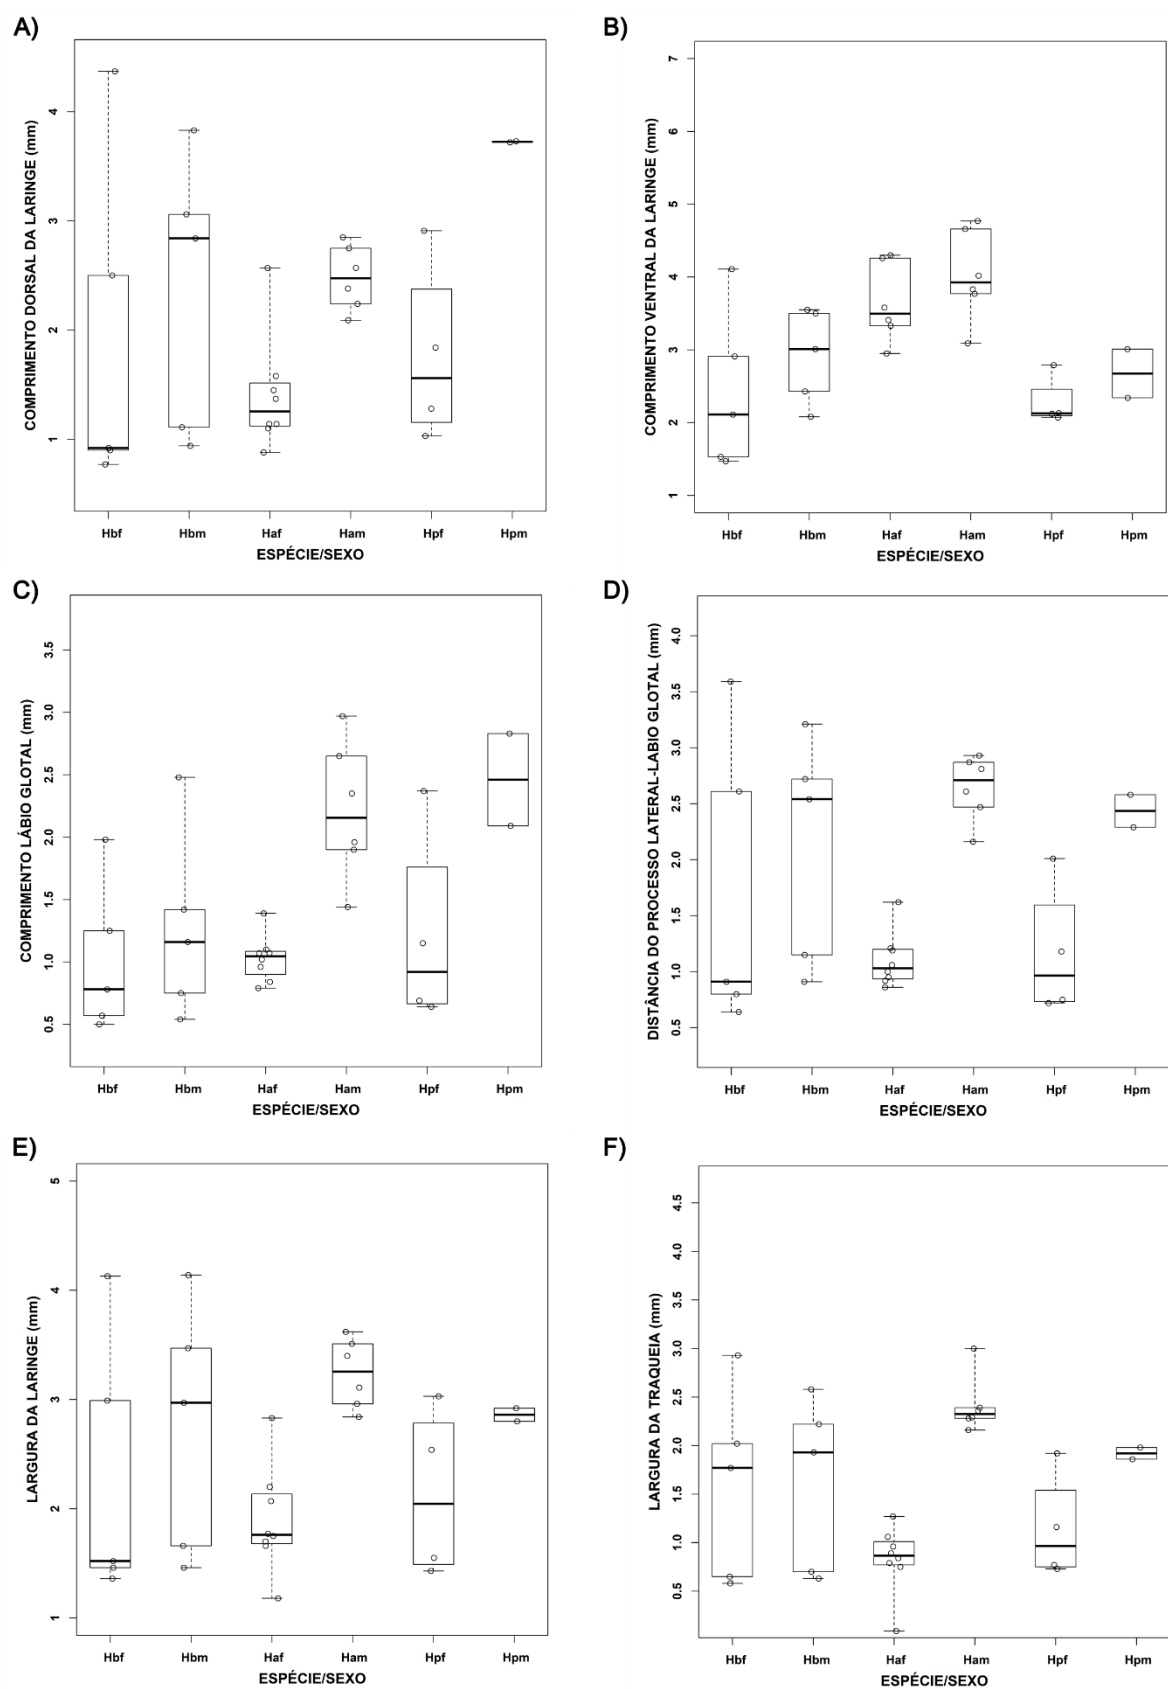 A)
COMPRIMENTO DORSAL DA LARINGE (mm)
4
3
2
1
Hbf Hbm Haf Ham Hpf Hpm
ESPÉCIE/SEXO
B)
COMPRIMENTO VENTRAL DA LARINGE (mm)
7
6
5
4
3
2
1
Hbf Hbm Haf Ham Hpf Hpm
ESPÉCIE/SEXO
C)
COMPRIMENTO LÁBIO GLOTAL (mm)
3.5
3.0
2.5
2.0
1.5
1.0
0.5
Hbf Hbm Haf Ham Hpf Hpm
ESPÉCIE/SEXO
D)
DISTÂNCIA DO PROCESSO LATERAL-LABIO GLOTAL (mm)
4.0
3.5
3.0
2.5
2.0
1.5
1.0
0.5
Hbf Hbm Haf Ham Hpf Hpm
ESPÉCIE/SEXO
E)
LARGURA DA LARINGE (mm)
5
4
3
2
1
Hbf Hbm Haf Ham Hpf Hpm
ESPÉCIE/SEXO
F)
LARGURA DA TRAQUEIA (mm)
4.5
4.0
3.5
3.0
2.5
2.0
1.5
1.0
0.5
Hbf Hbm Haf Ham Hpf Hpm
ESPÉCIE/SEXO